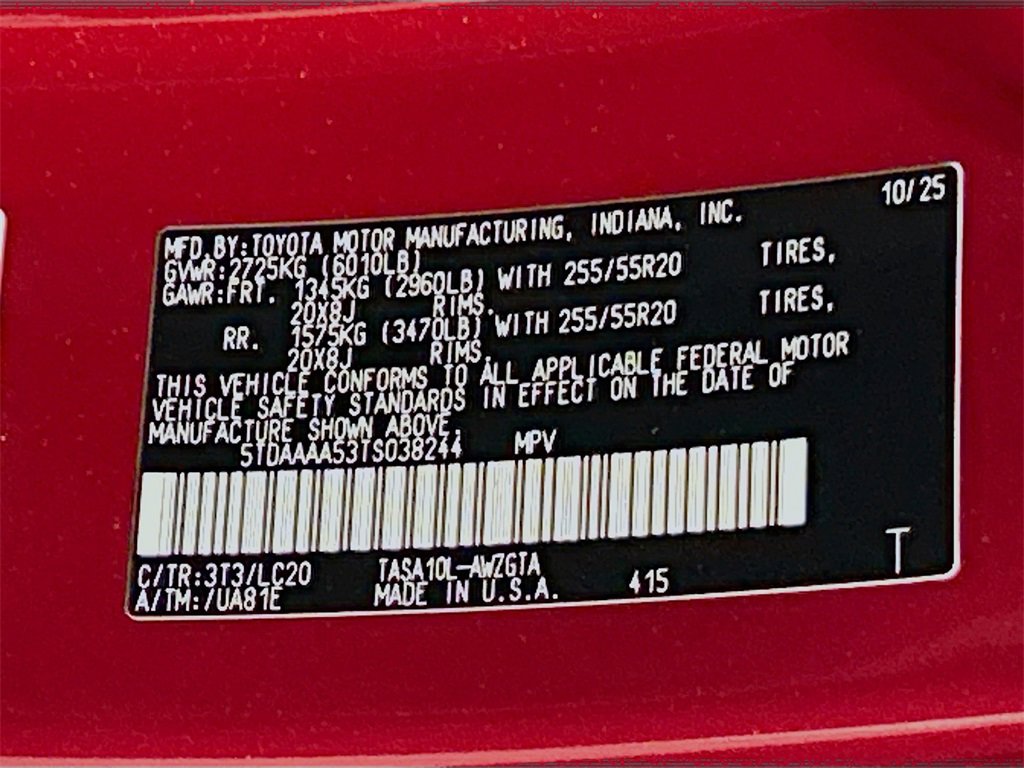 10/25
MFD.BY:TOYOTA MOTOR MANUFACTURING, INDIANA, INC.
GVWR:2725KG (6010LB)
GAWR:FRT. 1345KG (2960LB) WITH 255/55R20 TIRES,
20X8J RIMS.
RR. 1575KG (3470LB) WITH 255/55R20 TIRES,
20X8J RIMS.
THIS VEHICLE CONFORMS TO ALL APPLICABLE FEDERAL MOTOR
VEHICLE SAFETY STANDARDS IN EFFECT ON THE DATE OF
MANUFACTURE SHOWN ABOVE.
5TDAAAA53TS038244 MPV
C/TR:3T3/LC20 TASA10L-AWZGTA
A/TM:/UA81E MADE IN U.S.A. 415
T